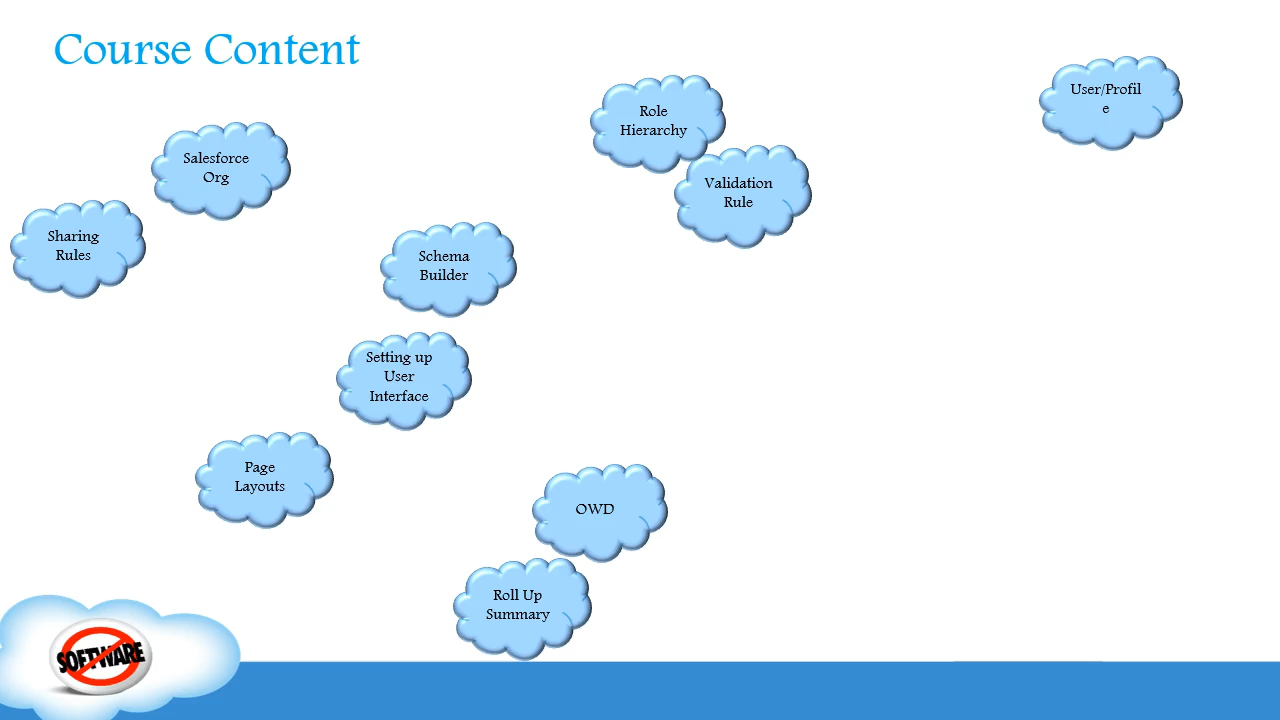 Course Content
User/Profil
e
Role
Hierarchy
Salesforce
Org
Validation
Rule
Sharing
Rules
Schema
Builder
Setting up
User
Interface
Page
Layouts
OWD
Roll Up
Summary
SOFTWARE